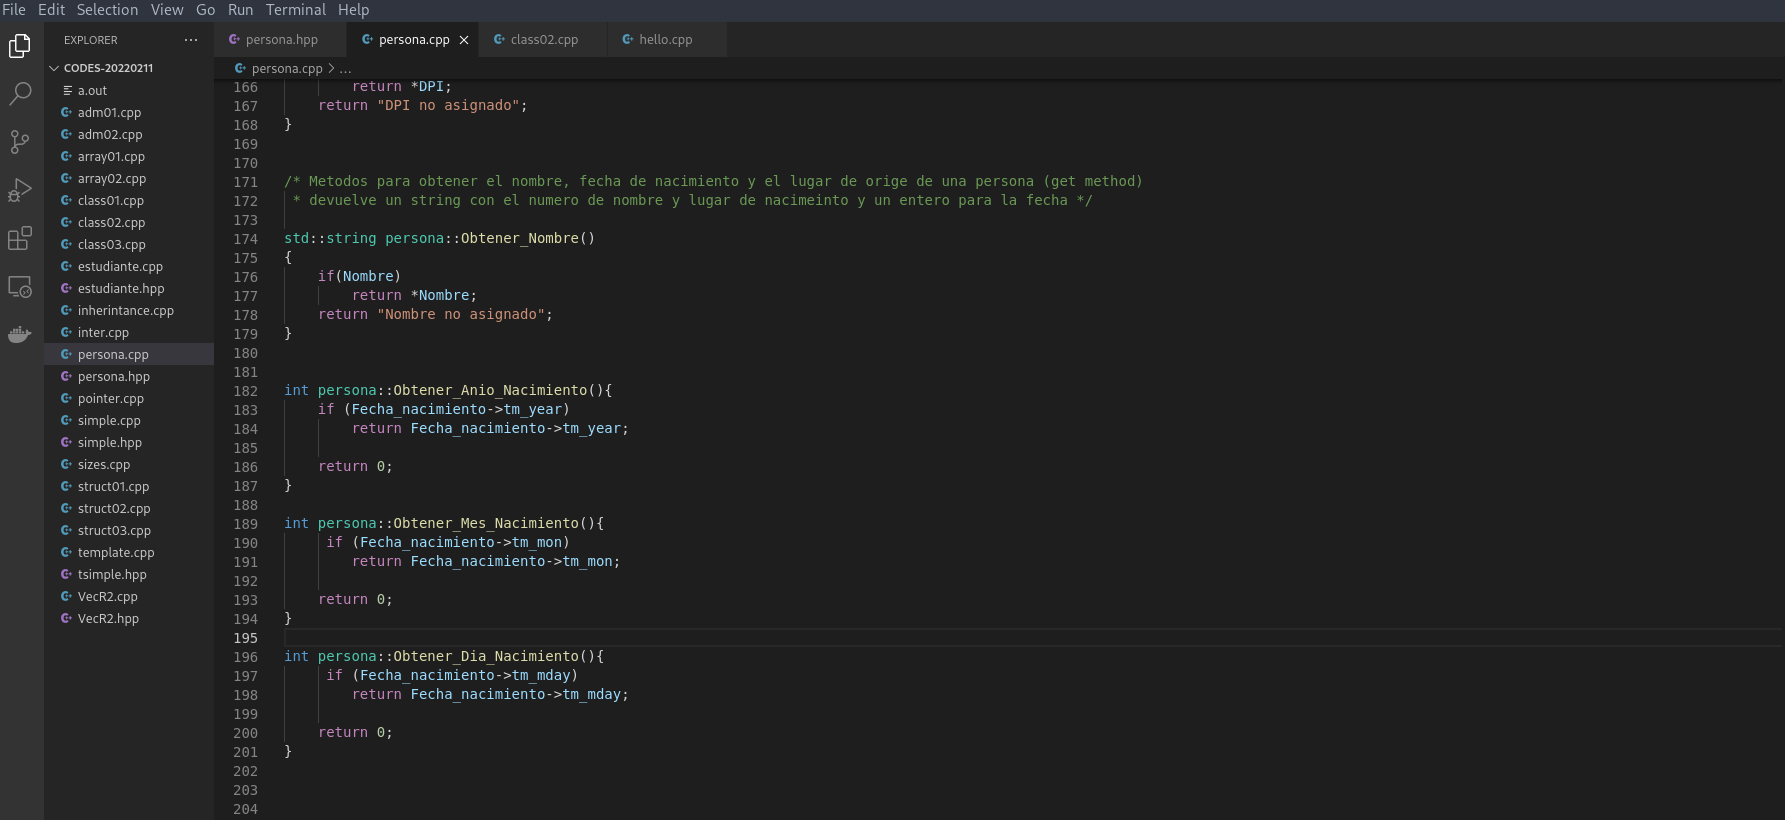 File Edit Selection View Go Run Terminal Help
EXPLORER ...
CODES-20220211
a.out
adm01.cpp
adm02.cpp
array01.cpp
array02.cpp
class01.cpp
class02.cpp
class03.cpp
estudiante.cpp
estudiante.hpp
inherintance.cpp
inter.cpp
persona.cpp
persona.hpp
pointer.cpp
simple.cpp
simple.hpp
sizes.cpp
struct01.cpp
struct02.cpp
struct03.cpp
template.cpp
tsimple.hpp
VecR2.cpp
VecR2.hpp
persona.hpp persona.cpp × class02.cpp hello.cpp
persona.cpp > ...
166 return *DPI;
167 return "DPI no asignado";
168 }
169
170
171 /* Metodos para obtener el nombre, fecha de nacimiento y el lugar de orige de una persona (get method)
172 * devuelve un string con el numero de nombre y lugar de nacimeinto y un entero para la fecha */
173
174 std::string persona::Obtener_Nombre()
175 {
176 if(Nombre)
177 return *Nombre;
178 return "Nombre no asignado";
179 }
180
181
182 int persona::Obtener_Anio_Nacimiento(){
183 if (Fecha_nacimiento->tm_year)
184 return Fecha_nacimiento->tm_year;
185
186 return 0;
187 }
188
189 int persona::Obtener_Mes_Nacimiento(){
190 if (Fecha_nacimiento->tm_mon)
191 return Fecha_nacimiento->tm_mon;
192
193 return 0;
194 }
195
196 int persona::Obtener_Dia_Nacimiento(){
197 if (Fecha_nacimiento->tm_mday)
198 return Fecha_nacimiento->tm_mday;
199
200 return 0;
201 }
202
203
204